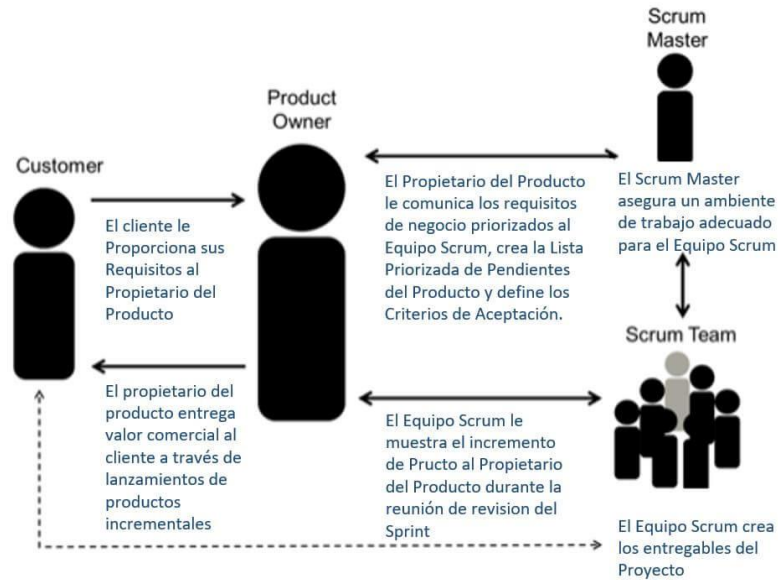 Scrum
Master
Product
Owner
Customer
El cliente le
Proporciona sus
Requisitos al
Propietario del
Producto
El Propietario del Producto
le comunica los requisitos
de negocio priorizados al
Equipo Scrum, crea la Lista
Priorizada de Pendientes
del Producto y define los
Criterios de Aceptación.
El Scrum Master
asegura un ambiente
de trabajo adecuado
para el Equipo Scrum
Scrum Team
El propietario del
producto entrega
valor comercial al
cliente a través de
lanzamientos de
productos
incrementales
El Equipo Scrum le
muestra el incremento
de Pructo al Propietario
del Producto durante la
reunión de revision del
Sprint
El Equipo Scrum crea
los entregables del
Proyecto